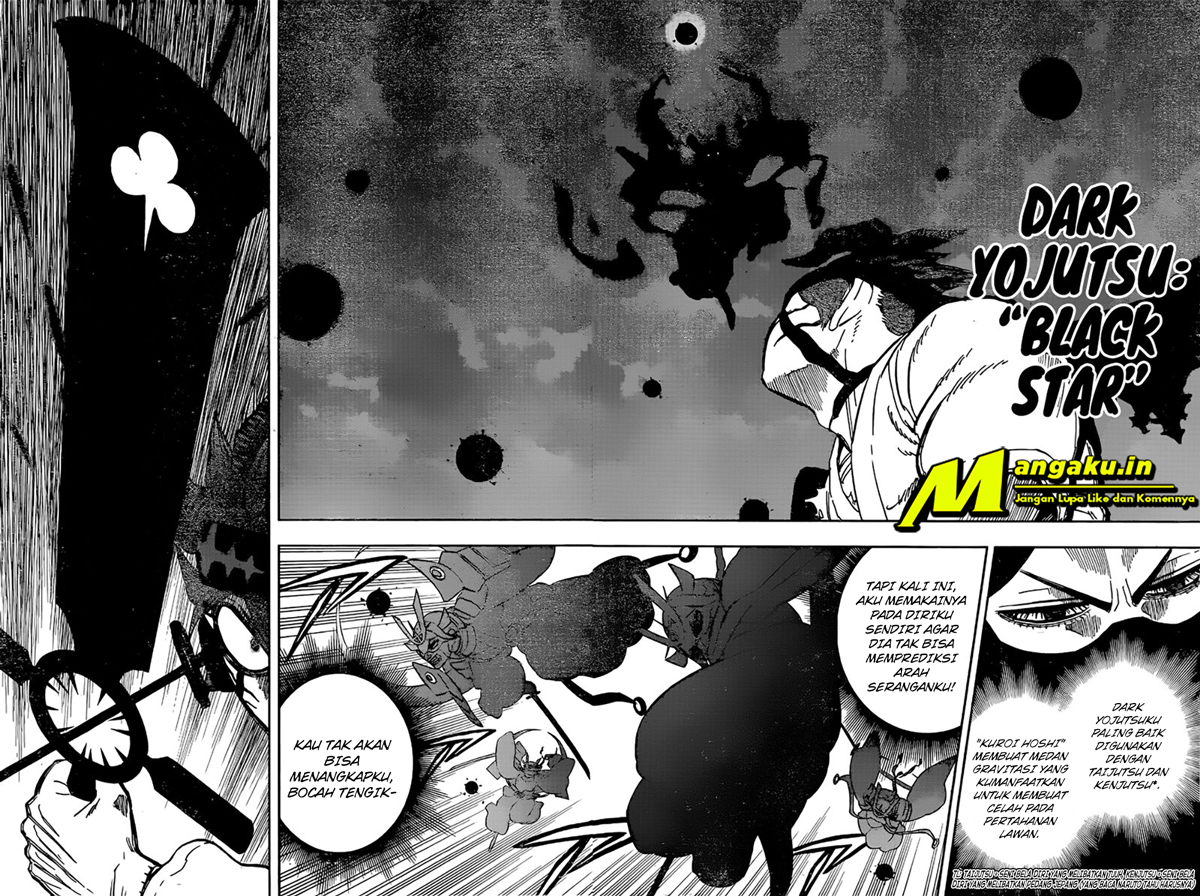 DARK
YOJUTSU:
"BLACK
STAR"
Mangaku.in
Jangan Lupa Like dan Komennya
DARK
YOJUTSUKU
PALING BAIK
DIGUNAKAN
DENGAN
TAIJUTSU DAN
KENJUTSU*.
"KUROI HOSHI"
MEMBUAT MEDAN
GRAVITASI YANG
KUMANFAATKAN
UNTUK MEMBUAT
CELAH PADA
PERTAHANAN
LAWAN.
TAPI KALI INI,
AKU MEMAKAINYA
PADA DIRIKU
SENDIRI AGAR
DIA TAK BISA
MEMPREDIKSI
ARAH
SERANGANKU!
KAU TAK AKAN
BISA
MENANGKAPKU,
BOCAH TENGIK-